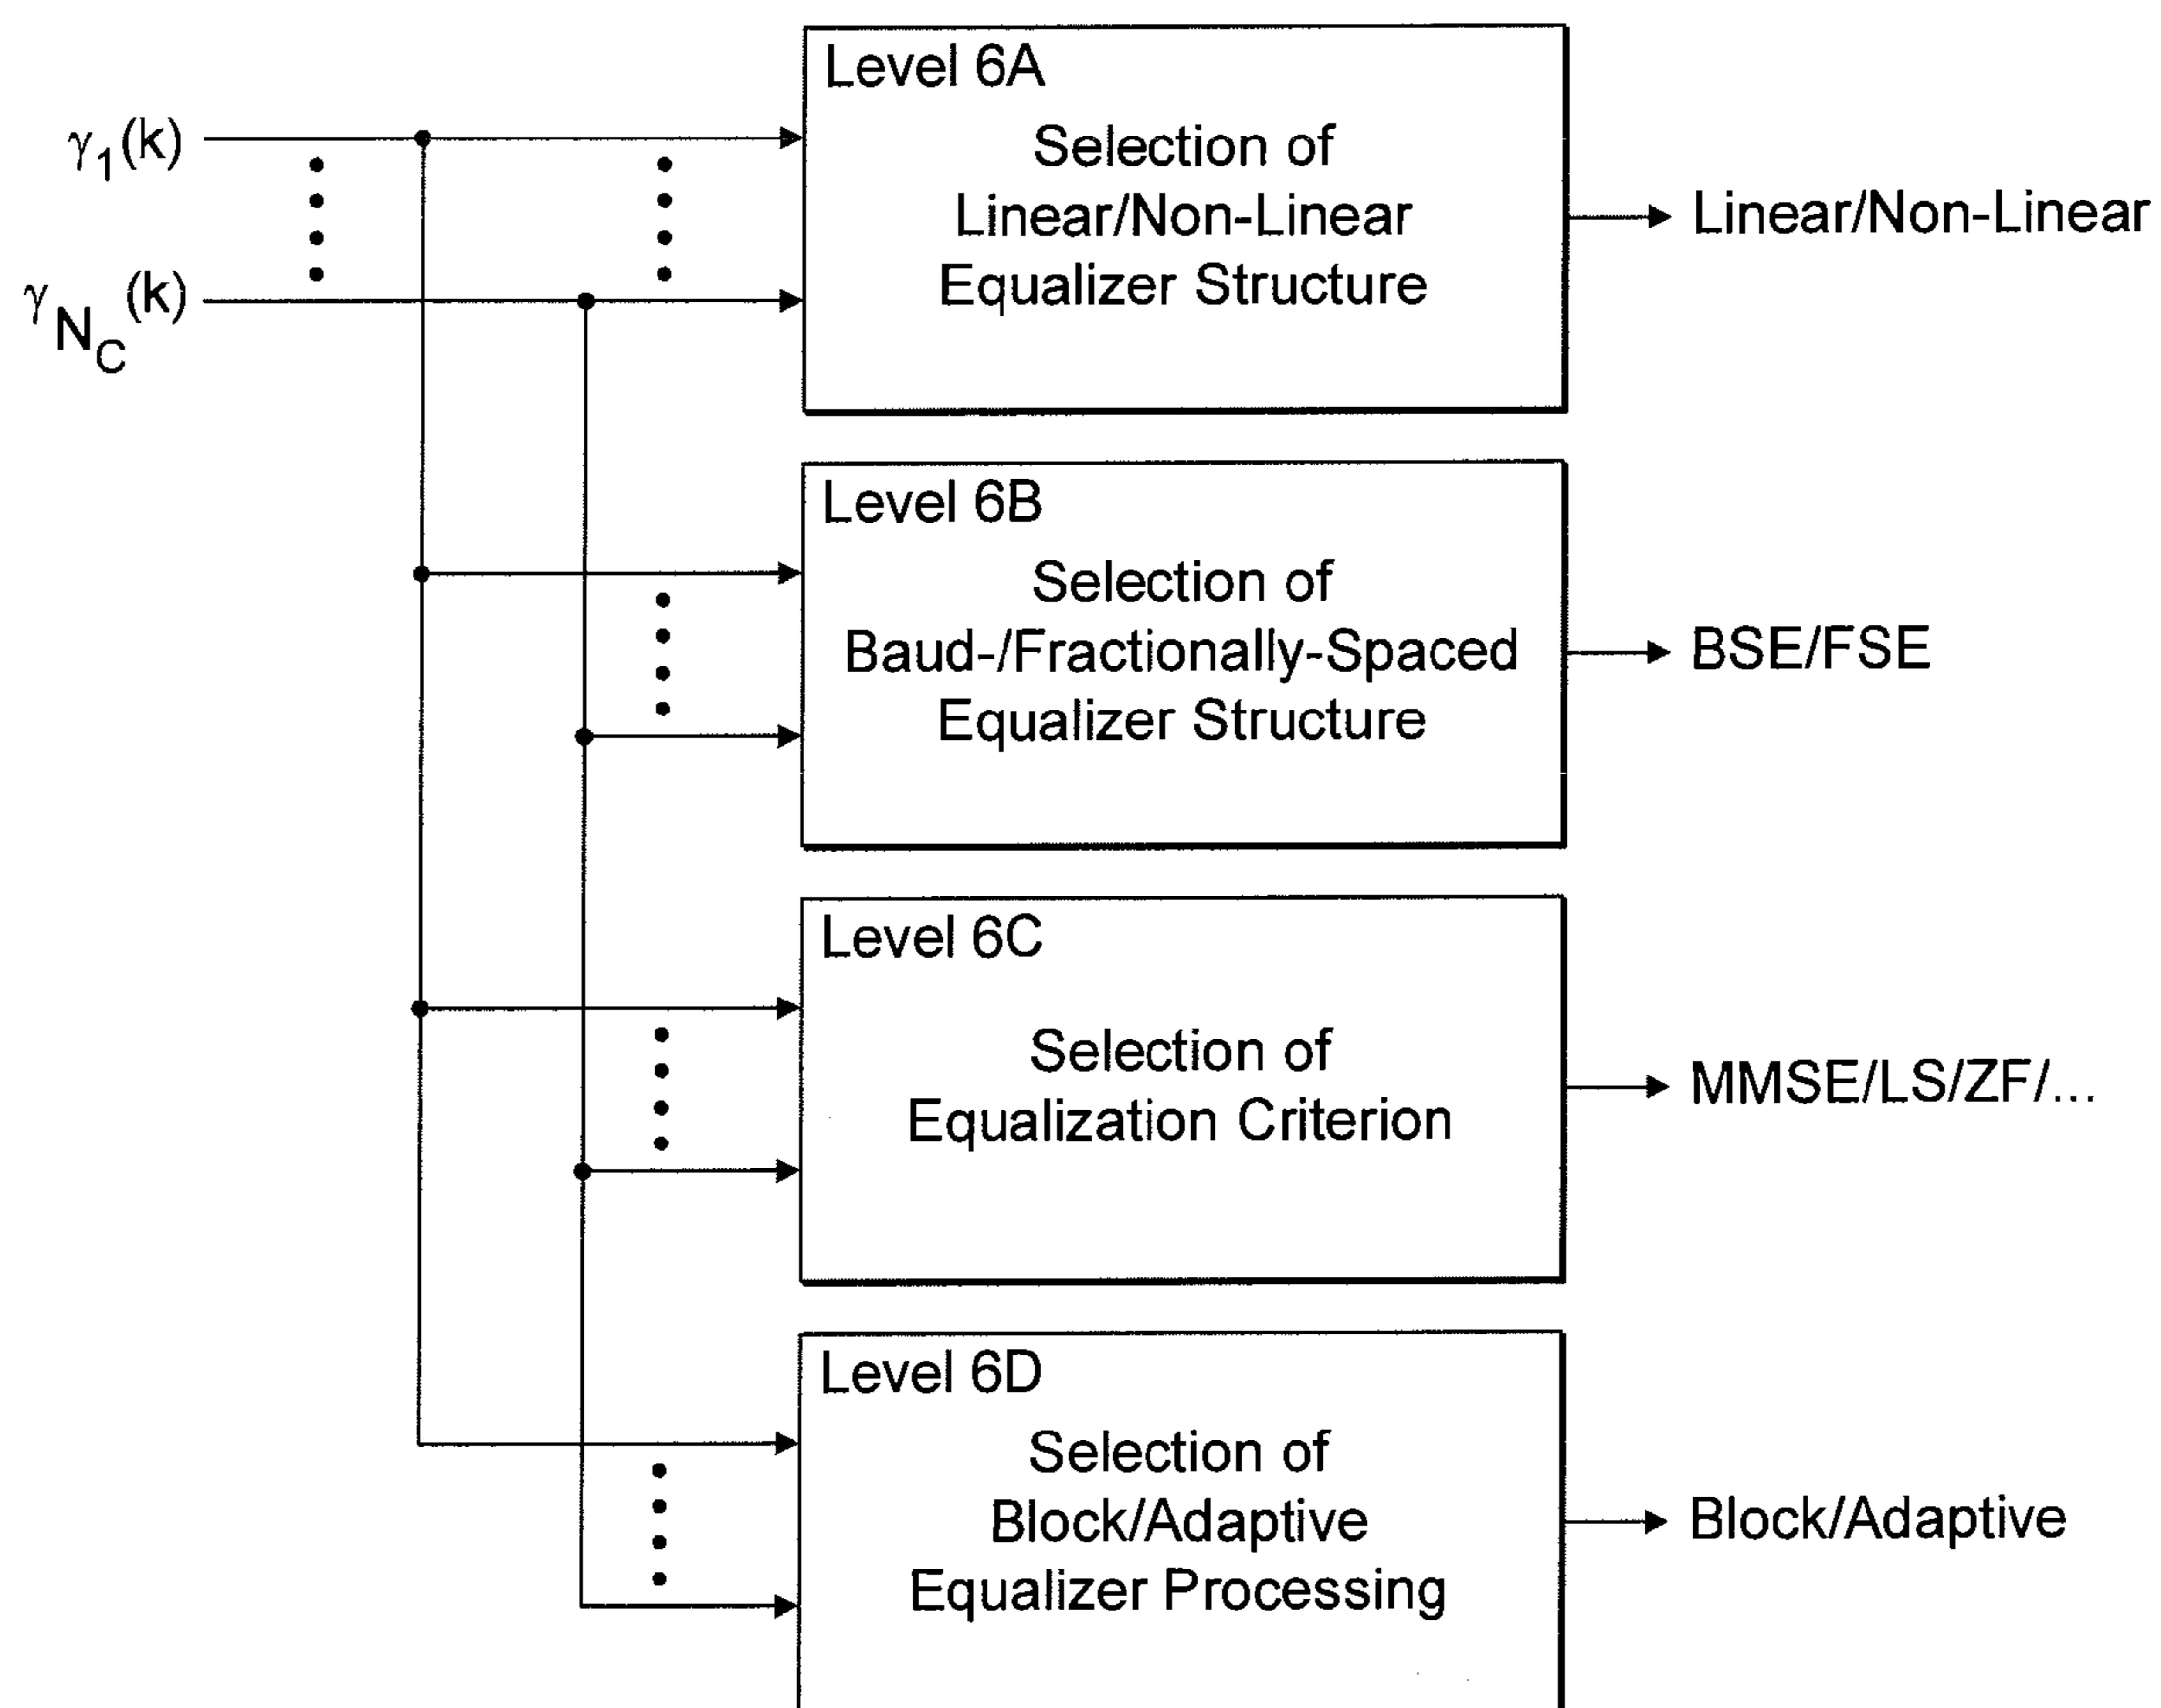 Level 6A
γ1(k)
γNC(k)
Selection of
Linear/Non-Linear
Equalizer Structure
Linear/Non-Linear
Level 6B
Selection of
Baud-/Fractionally-Spaced
Equalizer Structure
BSE/FSE
Level 6C
Selection of
Equalization Criterion
MMSE/LS/ZF/...
Level 6D
Selection of
Block/Adaptive
Equalizer Processing
Block/Adaptive